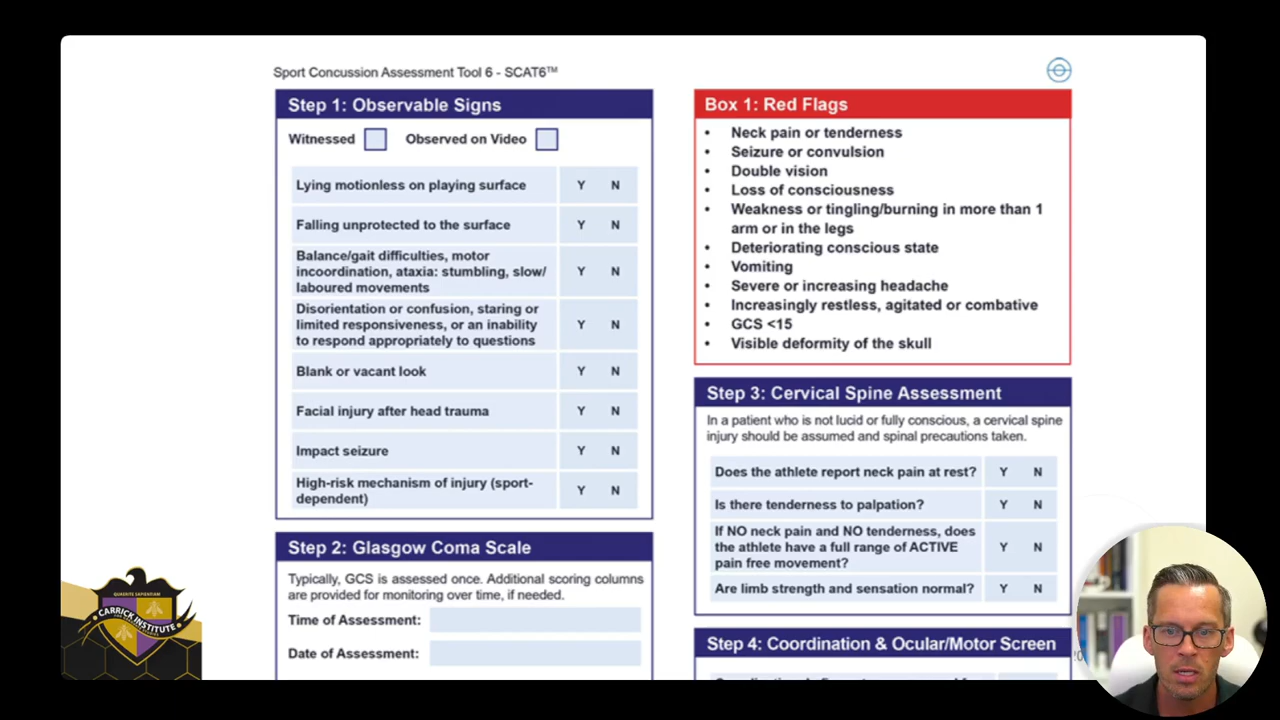 Sport Concussion Assessment Tool 6 - SCAT6™
Step 1: Observable Signs
Witnessed Observed on Video
Lying motionless on playing surface Y N
Falling unprotected to the surface Y N
Balance/gait difficulties, motor
incoordination, ataxia: stumbling, slow/
laboured movements Y N
Disorientation or confusion, staring or
limited responsiveness, or an inability
to respond appropriately to questions Y N
Blank or vacant look Y N
Facial injury after head trauma Y N
Impact seizure Y N
High-risk mechanism of injury (sport-
dependent) Y N
Step 2: Glasgow Coma Scale
Typically, GCS is assessed once. Additional scoring columns
are provided for monitoring over time, if needed.
Time of Assessment:
Date of Assessment:
Box 1: Red Flags
• Neck pain or tenderness
• Seizure or convulsion
• Double vision
• Loss of consciousness
• Weakness or tingling/burning in more than 1
arm or in the legs
• Deteriorating conscious state
• Vomiting
• Severe or increasing headache
• Increasingly restless, agitated or combative
• GCS <15
• Visible deformity of the skull
Step 3: Cervical Spine Assessment
In a patient who is not lucid or fully conscious, a cervical spine
injury should be assumed and spinal precautions taken.
Does the athlete report neck pain at rest? Y N
Is there tenderness to palpation? Y N
If NO neck pain and NO tenderness, does
the athlete have a full range of ACTIVE
pain free movement? Y N
Are limb strength and sensation normal? Y N
Step 4: Coordination & Ocular/Motor Screen
CARRICK INSTITUTE